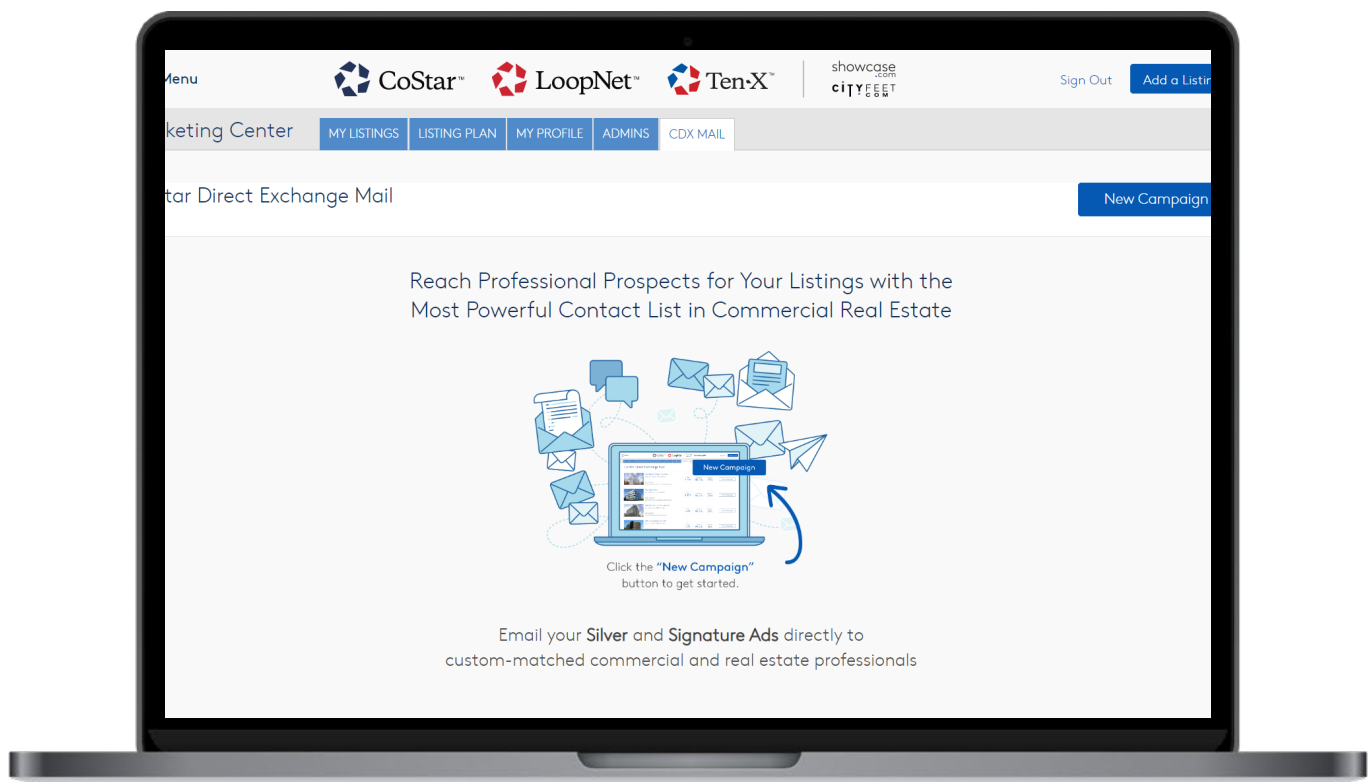 Menu
CoStar™
LoopNet™
Ten-X™
showcase
.com
CITYFEET
COM
Sign Out
Add a Listin
keting Center
MY LISTINGS
LISTING PLAN
MY PROFILE
ADMINS
CDX MAIL
tar Direct Exchange Mail
New Campaign
Reach Professional Prospects for Your Listings with the
Most Powerful Contact List in Commercial Real Estate
New Campaign
Click the "New Campaign"
button to get started.
Email your Silver and Signature Ads directly to
custom-matched commercial and real estate professionals